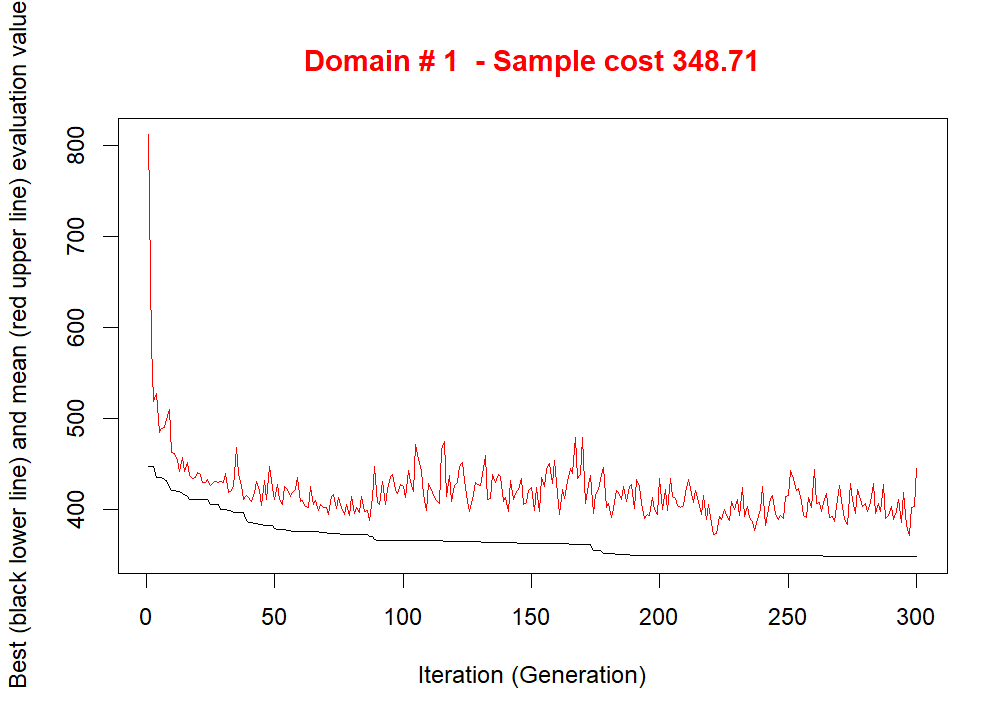 Domain # 1  - Sample cost 348.71
Best (black lower line) and mean (red upper line) evaluation value
800
700
600
500
400
0 50 100 150 200 250 300
Iteration (Generation)